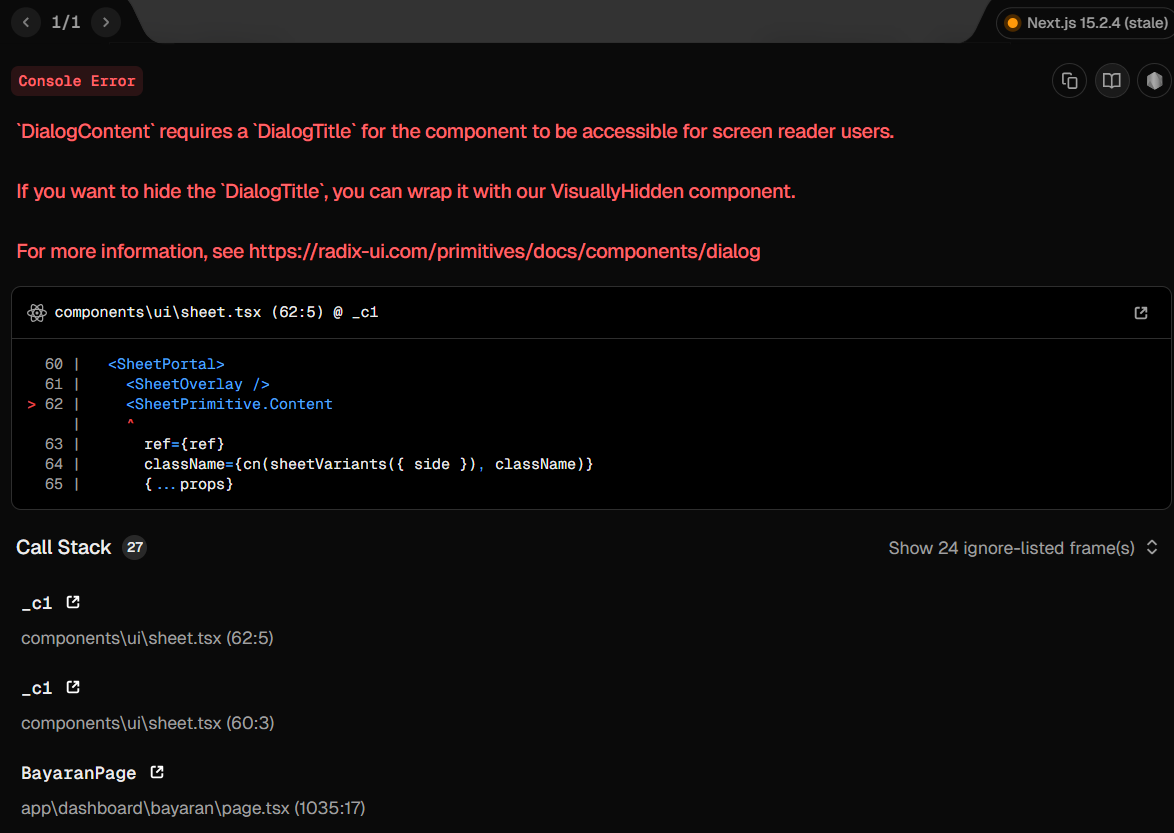 1/1
Next.js 15.2.4 (stale)
Console Error
`DialogContent` requires a `DialogTitle` for the component to be accessible for screen reader users.
If you want to hide the `DialogTitle`, you can wrap it with our VisuallyHidden component.
For more information, see https://radix-ui.com/primitives/docs/components/dialog
components\ui\sheet.tsx (62:5) @ _c1
60 |   <SheetPortal>
61 |     <SheetOverlay />
> 62 |     <SheetPrimitive.Content
|     ^
63 |       ref={ref}
64 |       className={cn(sheetVariants({ side }), className)}
65 |       {...props}
Call Stack 27
Show 24 ignore-listed frame(s)
_c1
components\ui\sheet.tsx (62:5)
_c1
components\ui\sheet.tsx (60:3)
BayaranPage
app\dashboard\bayaran\page.tsx (1035:17)